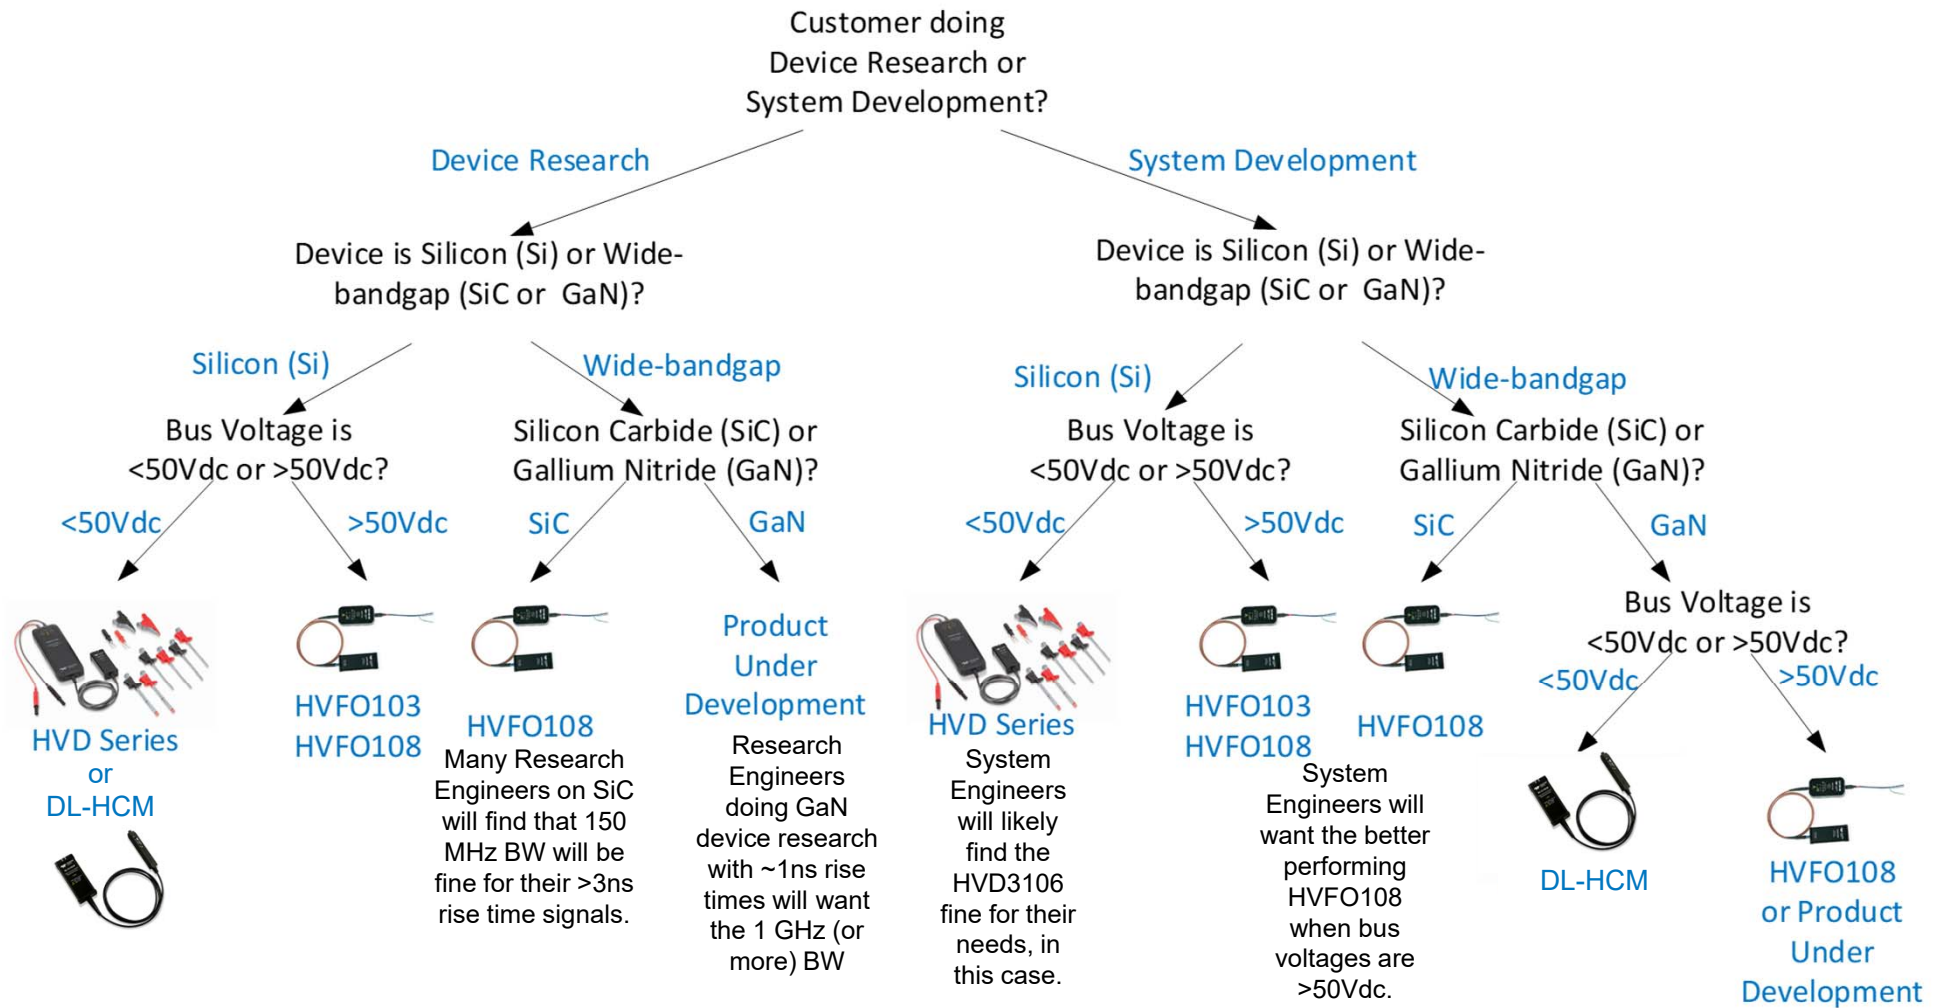 Customer doing
Device Research or
System Development?
Device Research
System Development
Device is Silicon (Si) or Wide-
bandgap (SiC or GaN)?
Device is Silicon (Si) or Wide-
bandgap (SiC or GaN)?
Silicon (Si)
Wide-bandgap
Silicon (Si)
Wide-bandgap
Bus Voltage is
<50Vdc or >50Vdc?
Silicon Carbide (SiC) or
Gallium Nitride (GaN)?
Bus Voltage is
<50Vdc or >50Vdc?
Silicon Carbide (SiC) or
Gallium Nitride (GaN)?
<50Vdc
>50Vdc
SiC
GaN
<50Vdc
>50Vdc
SiC
GaN
HVD Series
or
DL-HCM
HVFO103
HVFO108
HVFO108
Many Research
Engineers on SiC
will find that 150
MHz BW will be
fine for their >3ns
rise time signals.
Product
Under
Development
Research
Engineers
doing GaN
device research
with ~1ns rise
times will want
the 1 GHz (or
more) BW
HVD Series
System
Engineers
will likely
find the
HVD3106
fine for their
needs, in
this case.
HVFO103
HVFO108
HVFO108
System
Engineers will
want the better
performing
HVFO108
when bus
voltages are
>50Vdc.
Bus Voltage is
<50Vdc or >50Vdc?
<50Vdc
>50Vdc
DL-HCM
HVFO108
or Product
Under
Development